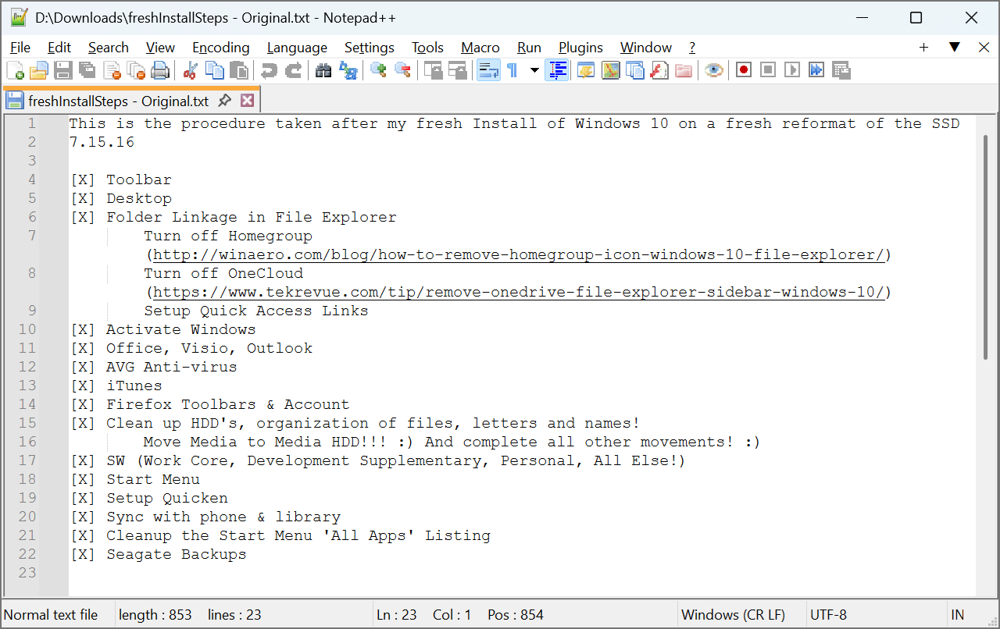 D:\Downloads\freshInstallSteps - Original.txt - Notepad++
File Edit Search View Encoding Language Settings Tools Macro Run Plugins Window ?
freshInstallSteps - Original.txt
1 This is the procedure taken after my fresh Install of Windows 10 on a fresh reformat of the SSD
2 7.15.16
3
4 [X] Toolbar
5 [X] Desktop
6 [X] Folder Linkage in File Explorer
7 Turn off Homegroup
(http://winaero.com/blog/how-to-remove-homegroup-icon-windows-10-file-explorer/)
8 Turn off OneCloud
(https://www.tekrevue.com/tip/remove-onedrive-file-explorer-sidebar-windows-10/)
9 Setup Quick Access Links
10 [X] Activate Windows
11 [X] Office, Visio, Outlook
12 [X] AVG Anti-virus
13 [X] iTunes
14 [X] Firefox Toolbars & Account
15 [X] Clean up HDD's, organization of files, letters and names!
16 Move Media to Media HDD!!! :) And complete all other movements! :)
17 [X] SW (Work Core, Development Supplementary, Personal, All Else!)
18 [X] Start Menu
19 [X] Setup Quicken
20 [X] Sync with phone & library
21 [X] Cleanup the Start Menu 'All Apps' Listing
22 [X] Seagate Backups
23
Normal text file length : 853 lines : 23 Ln : 23 Col : 1 Pos : 854 Windows (CR LF) UTF-8 IN